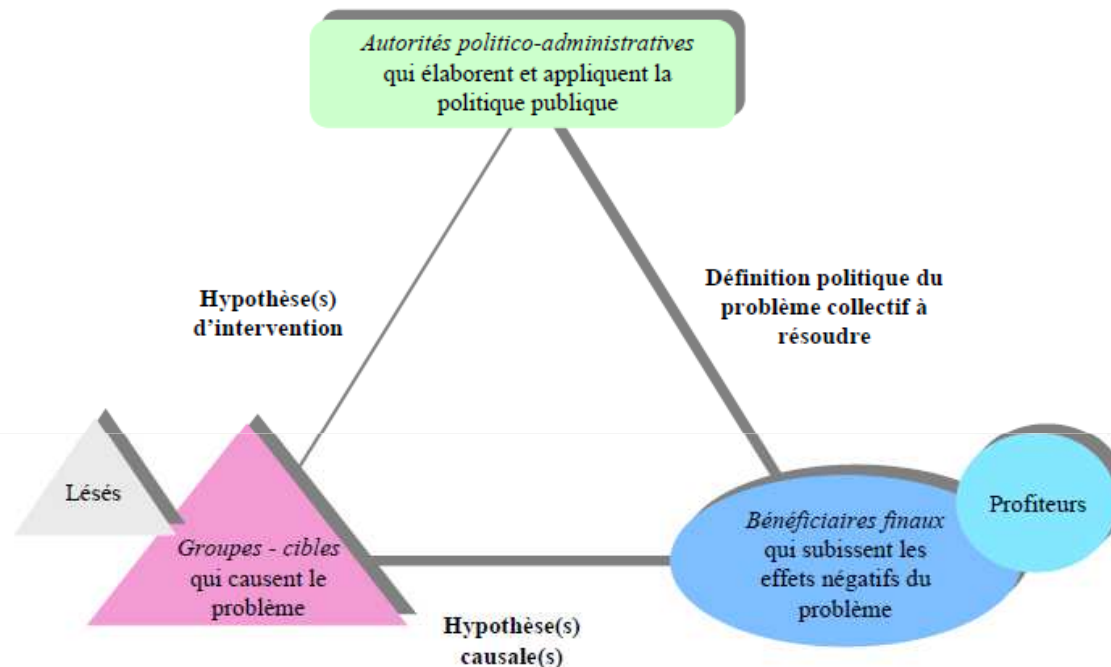 Autorités politico-administratives
qui élaborent et appliquent la
politique publique
Hypothèse(s)
d'intervention
Définition politique du
problème collectif à
résoudre
Lésés
Groupes - cibles
qui causent le
problème
Hypothèse(s)
causale(s)
Bénéficiaires finaux
qui subissent les
effets négatifs du
problème
Profiteurs